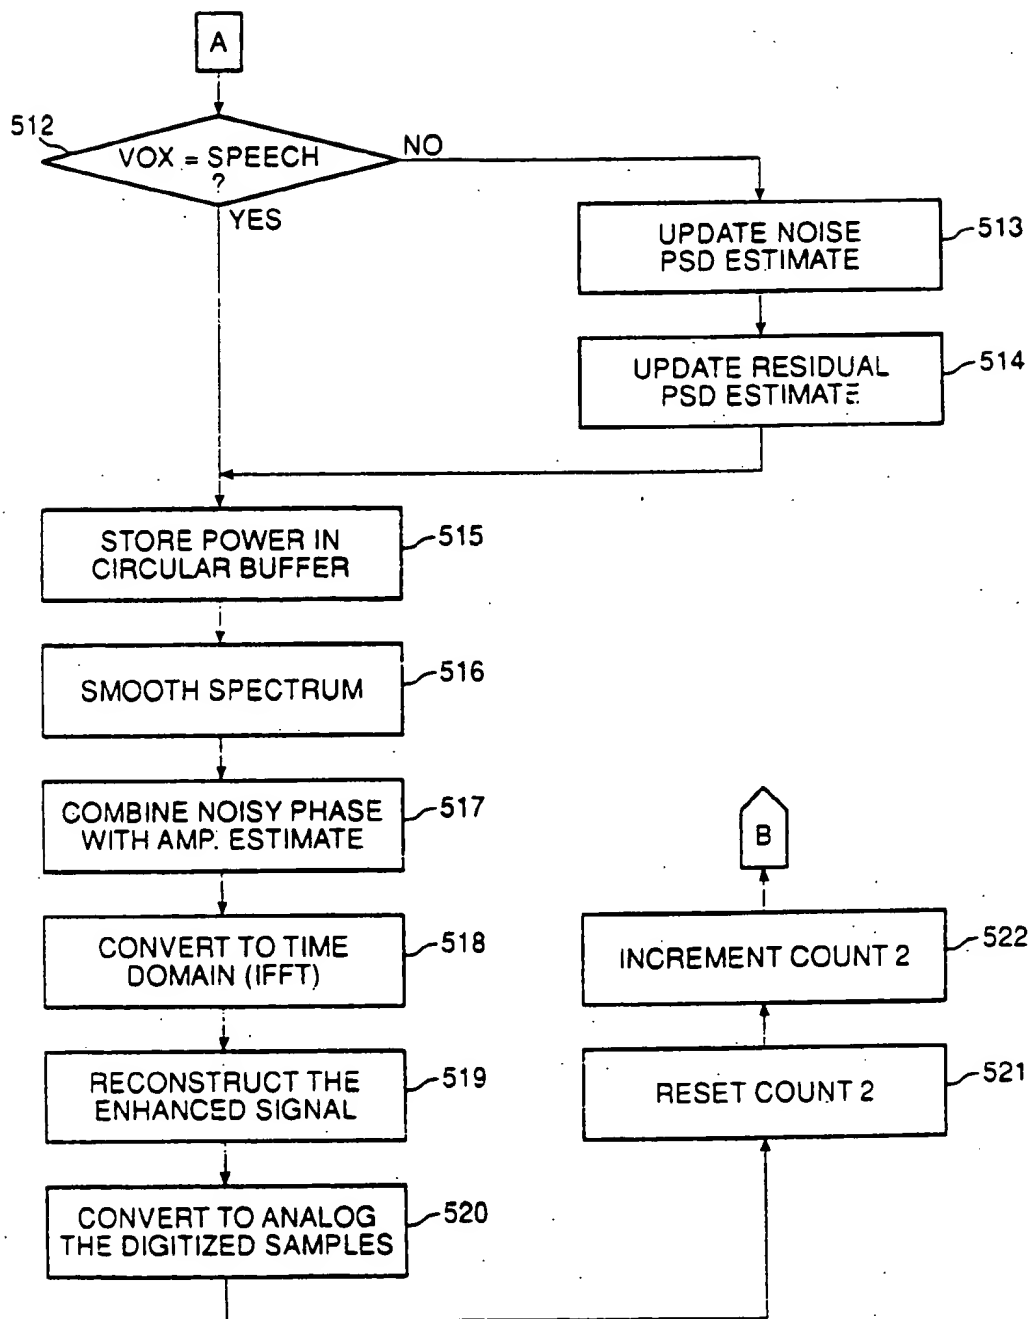 A
512
VOX = SPEECH
?
NO
YES
UPDATE NOISE
PSD ESTIMATE
513
UPDATE RESIDUAL
PSD ESTIMATE
514
STORE POWER IN
CIRCULAR BUFFER
515
SMOOTH SPECTRUM
516
COMBINE NOISY PHASE
WITH AMP. ESTIMATE
517
CONVERT TO TIME
DOMAIN (IFFT)
518
RECONSTRUCT THE
ENHANCED SIGNAL
519
CONVERT TO ANALOG
THE DIGITIZED SAMPLES
520
RESET COUNT 2
521
INCREMENT COUNT 2
522
B